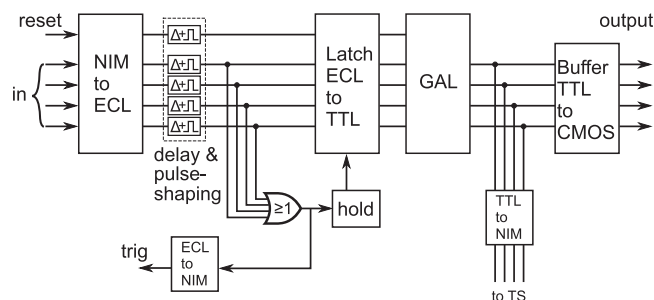 reset
output
in
NIM
to
ECL
Δ+⎍
Δ+⎍
Δ+⎍
Δ+⎍
Δ+⎍
delay &
pulse-
shaping
Latch
ECL
to
TTL
GAL
Buffer
TTL
to
CMOS
≥1
hold
TTL
to
NIM
trig
ECL
to
NIM
to TS